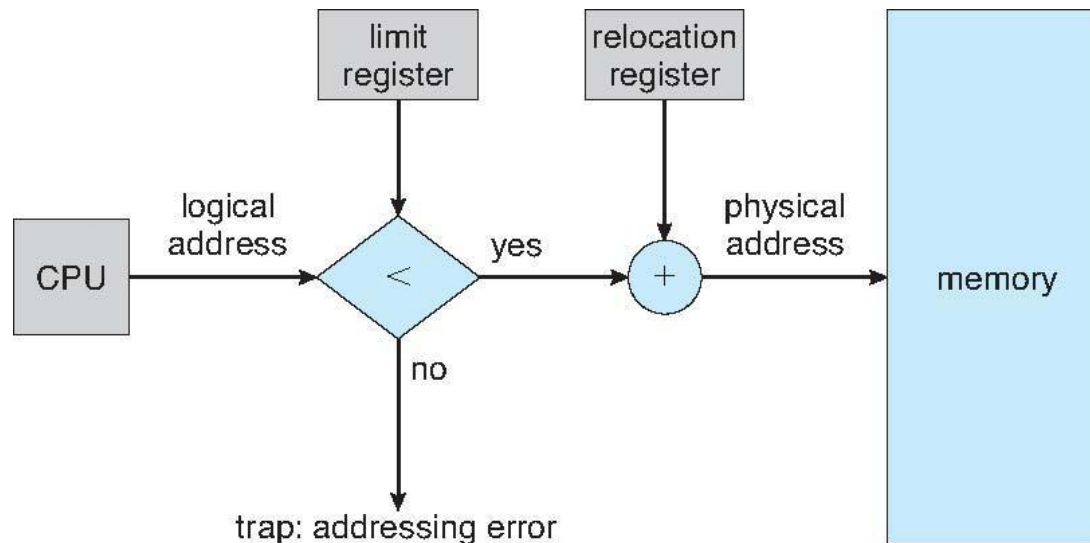 limit
register
relocation
register
logical
address
physical
address
CPU
<
yes
+
memory
no
trap: addressing error